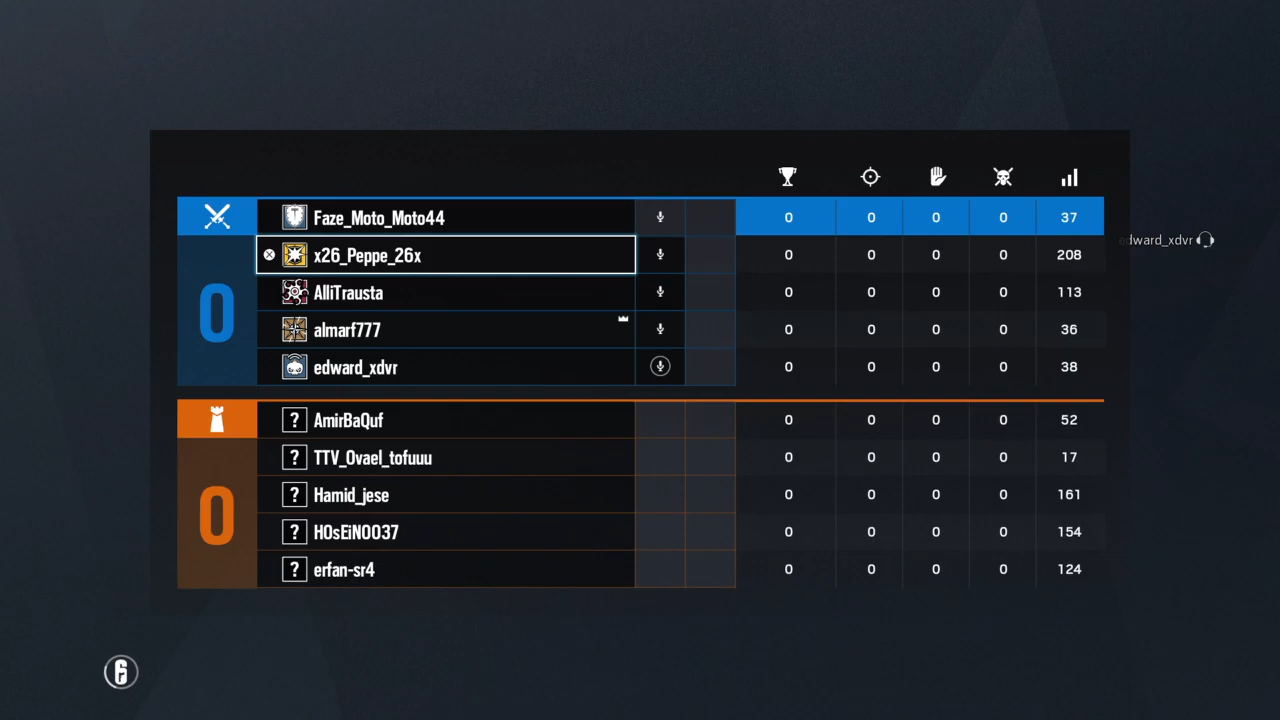 Faze_Moto_Moto44 0 0 0 0 37
x26_Peppe_26x 0 0 0 0 208
edward_xdvr
0
AlliTrausta 0 0 0 0 113
almarf777 0 0 0 0 36
edward_xdvr 0 0 0 0 38
? AmirBaQuf 0 0 0 0 52
? TTV_Ovael_tofuuu 0 0 0 0 17
? Hamid_jese 0 0 0 0 161
0
? HOsEiNOO37 0 0 0 0 154
? erfan-sr4 0 0 0 0 124
6